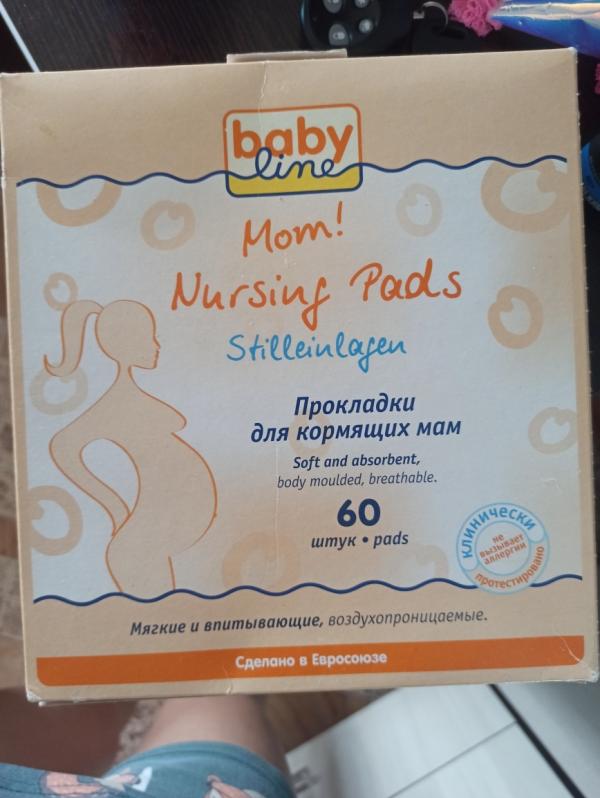 baby
line
Mom!
Nursing Pads
Stilleinlagen
Прокладки
для кормящих мам
Soft and absorbent,
body moulded, breathable.
60
штук • pads
клинически
не
вызывает
аллергии
протестировано
Мягкие и впитывающие, воздухопроницаемые.
Сделано в Евросоюзе